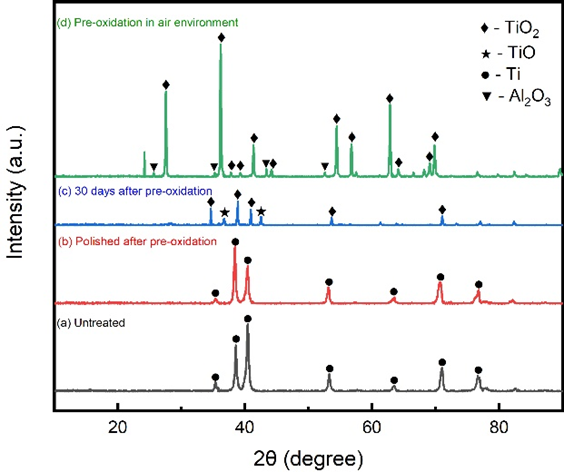 (d) Pre-oxidation in air environment
♦ - TiO₂
★ - TiO
● - Ti
▼ - Al₂O₃
(c) 30 days after pre-oxidation
(b) Polished after pre-oxidation
(a) Untreated
Intensity (a.u.)
20 40 60 80
2θ (degree)